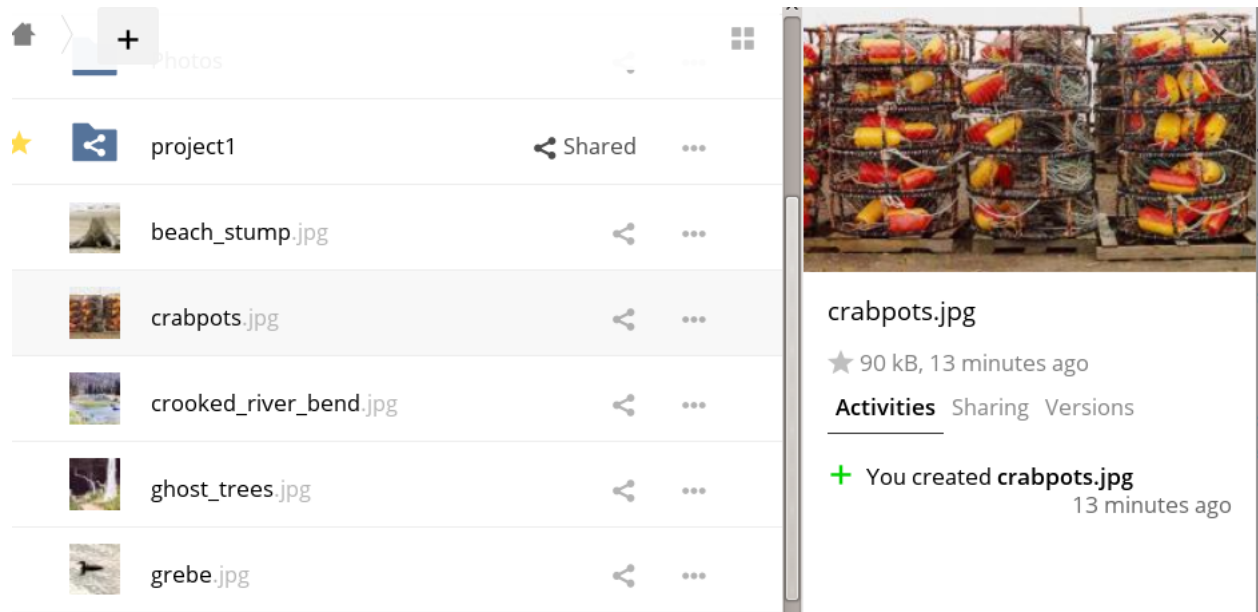 +
Photos
project1 Shared ...
beach_stump.jpg ...
crabpots.jpg ...
crooked_river_bend.jpg ...
ghost_trees.jpg ...
grebe.jpg ...
crabpots.jpg
90 kB, 13 minutes ago
Activities Sharing Versions
+ You created crabpots.jpg
13 minutes ago